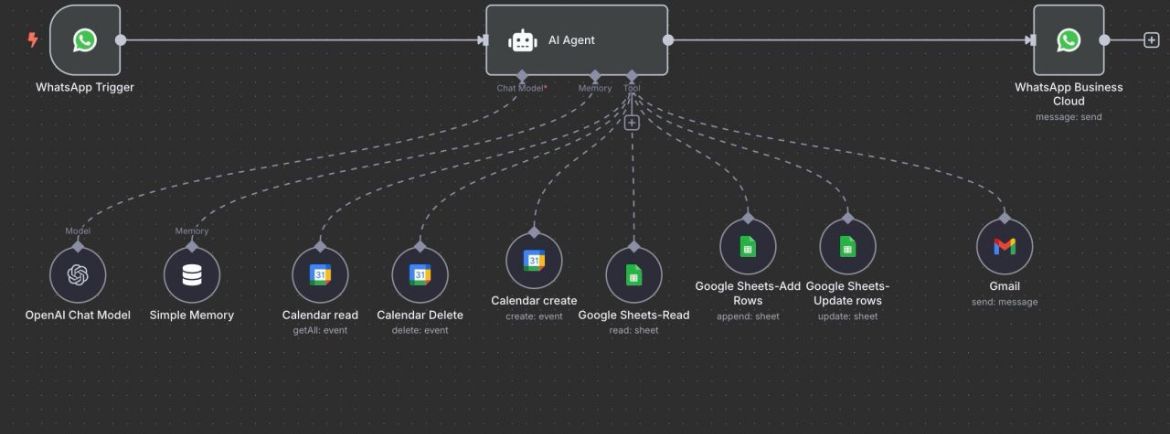 AI Agent
WhatsApp Trigger
WhatsApp Business
Cloud
message: send
Chat Model*
Memory
Tool
Model
Memory
31
31
31
OpenAI Chat Model
Simple Memory
Calendar read
getAll: event
Calendar Delete
delete: event
Calendar create
create: event
Google Sheets-Read
read: sheet
Google Sheets-Add
Rows
append: sheet
Google Sheets-
Update rows
update: sheet
Gmail
send: message